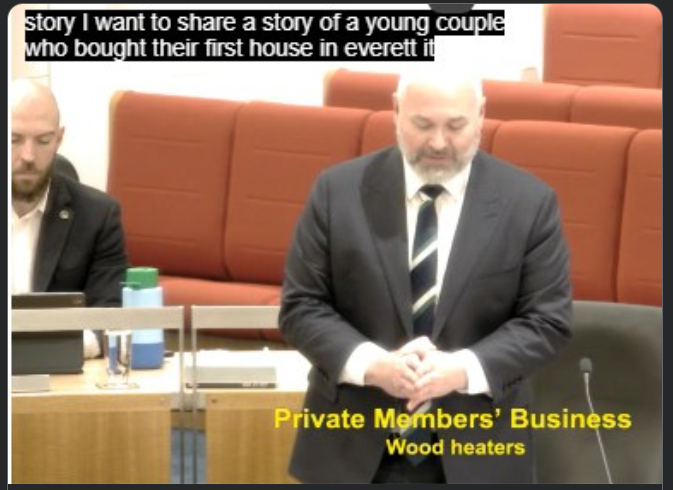 story I want to share a story of a young couple
who bought their first house in everett it
Private Members' Business
Wood heaters